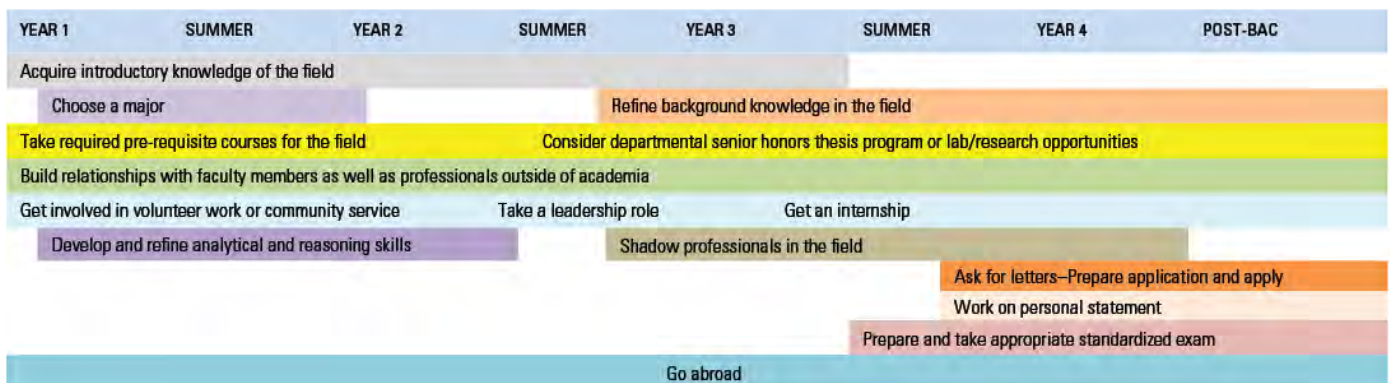 YEAR 1 SUMMER YEAR 2 SUMMER YEAR 3 SUMMER YEAR 4 POST-BAC
Acquire introductory knowledge of the field
Choose a major Refine background knowledge in the field
Take required pre-requisite courses for the field Consider departmental senior honors thesis program or lab/research opportunities
Build relationships with faculty members as well as professionals outside of academia
Get involved in volunteer work or community service Take a leadership role Get an internship
Develop and refine analytical and reasoning skills Shadow professionals in the field
Ask for letters–Prepare application and apply
Work on personal statement
Prepare and take appropriate standardized exam
Go abroad